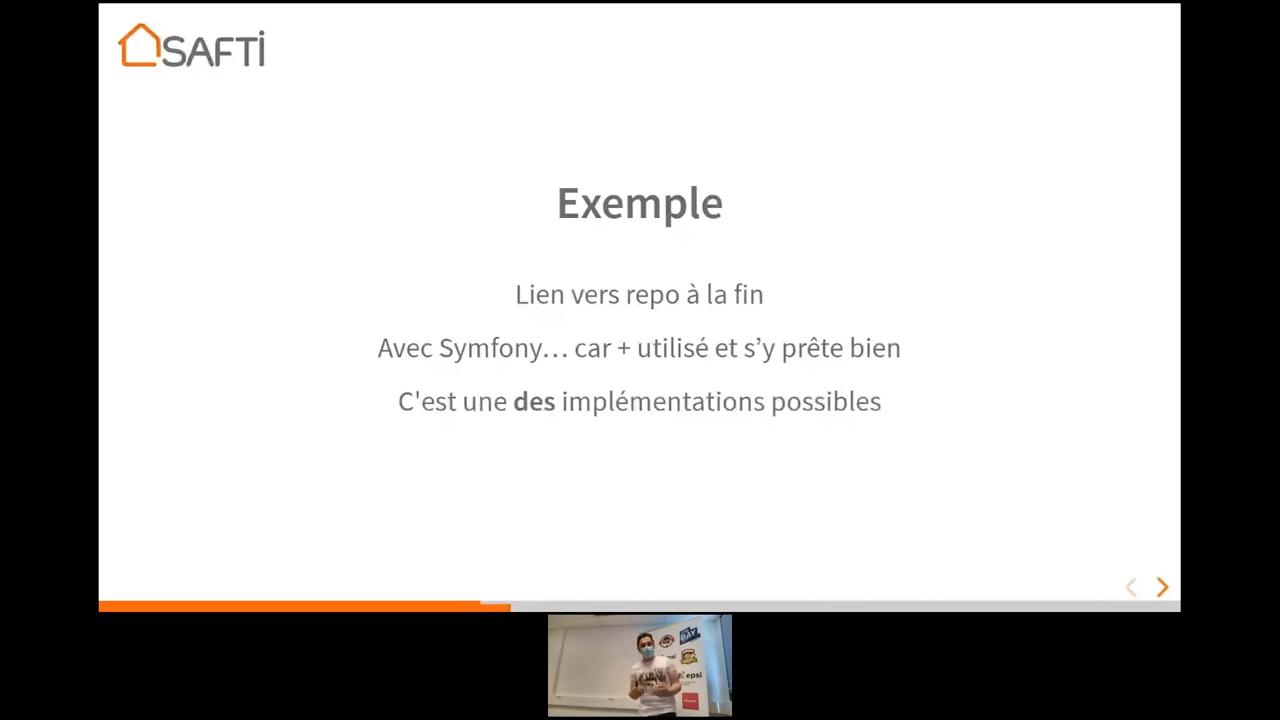 SAFTI
Exemple
Lien vers repo à la fin
Avec Symfony… car + utilisé et s’y prête bien
C'est une des implémentations possibles
epsi